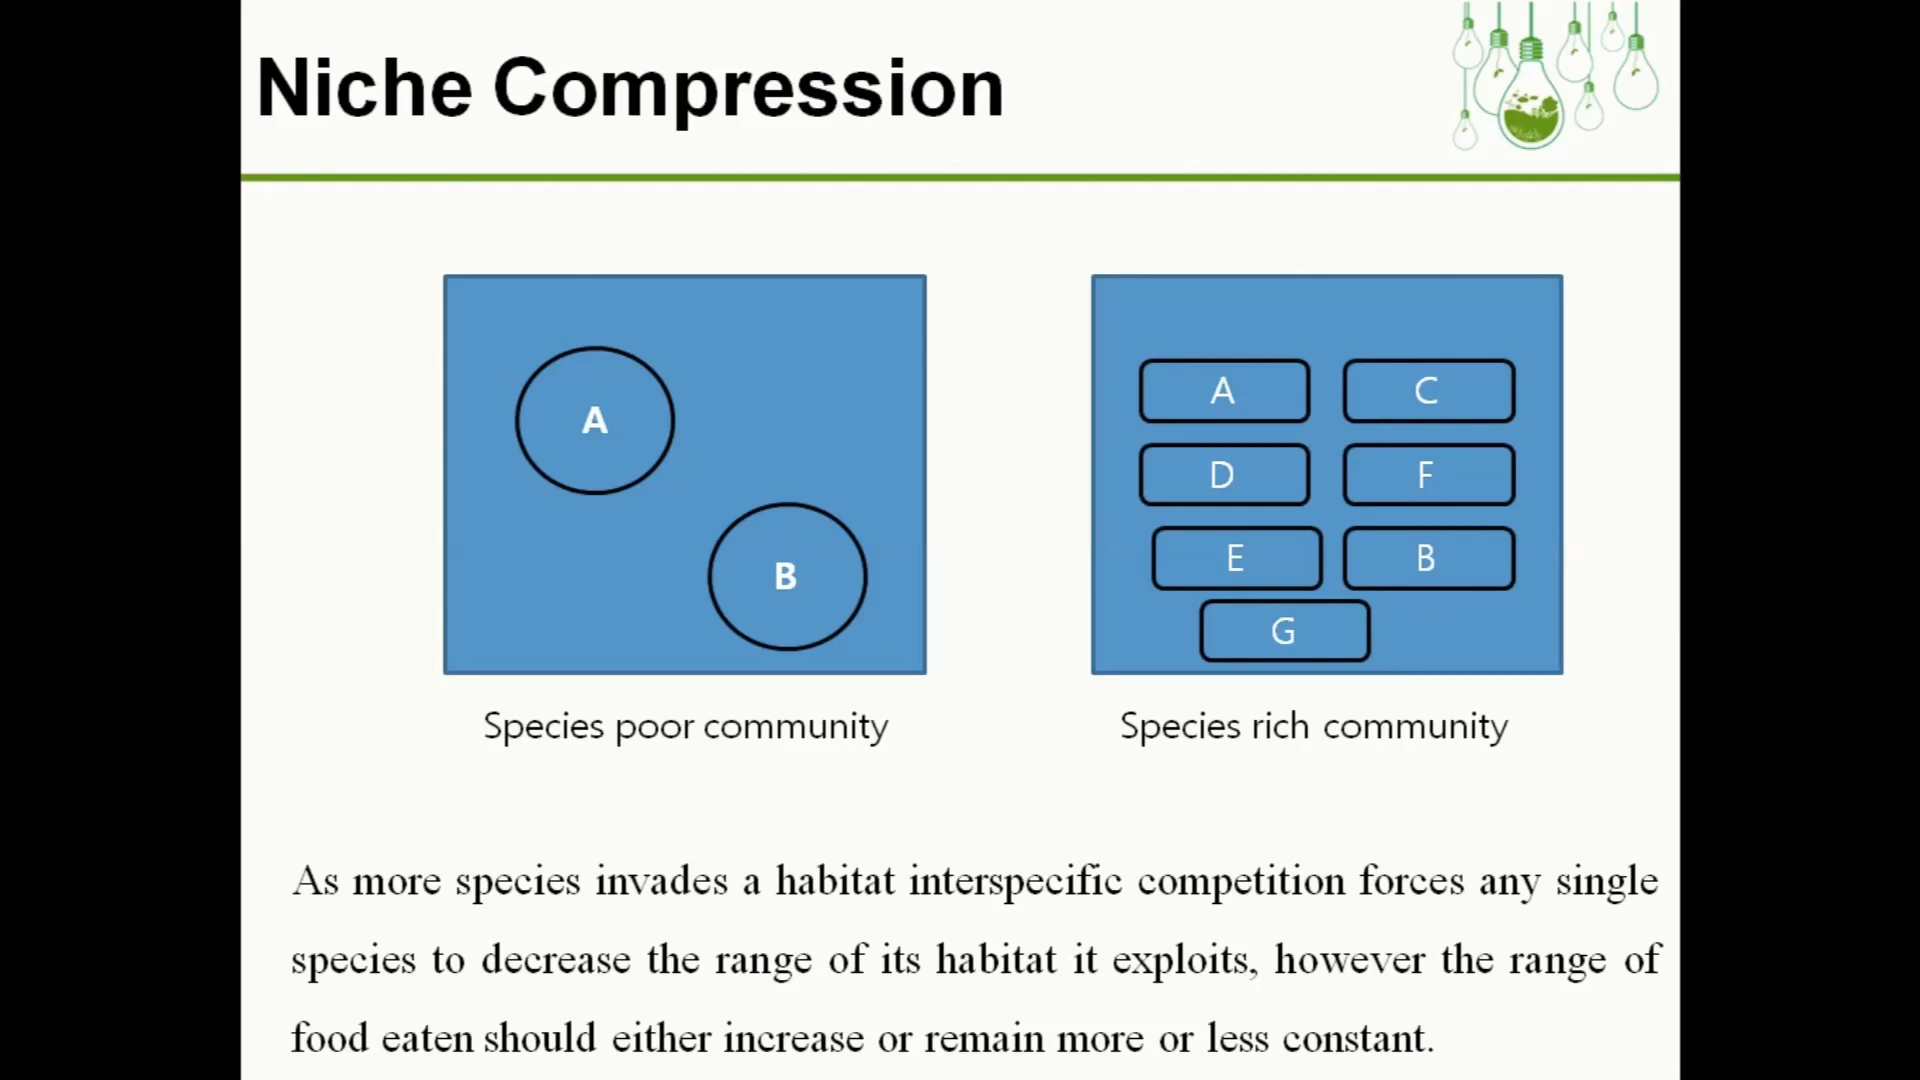 Niche Compression
A
B
Species poor community
A C
D F
E B
G
Species rich community
As more species invades a habitat interspecific competition forces any single
species to decrease the range of its habitat it exploits, however the range of
food eaten should either increase or remain more or less constant.